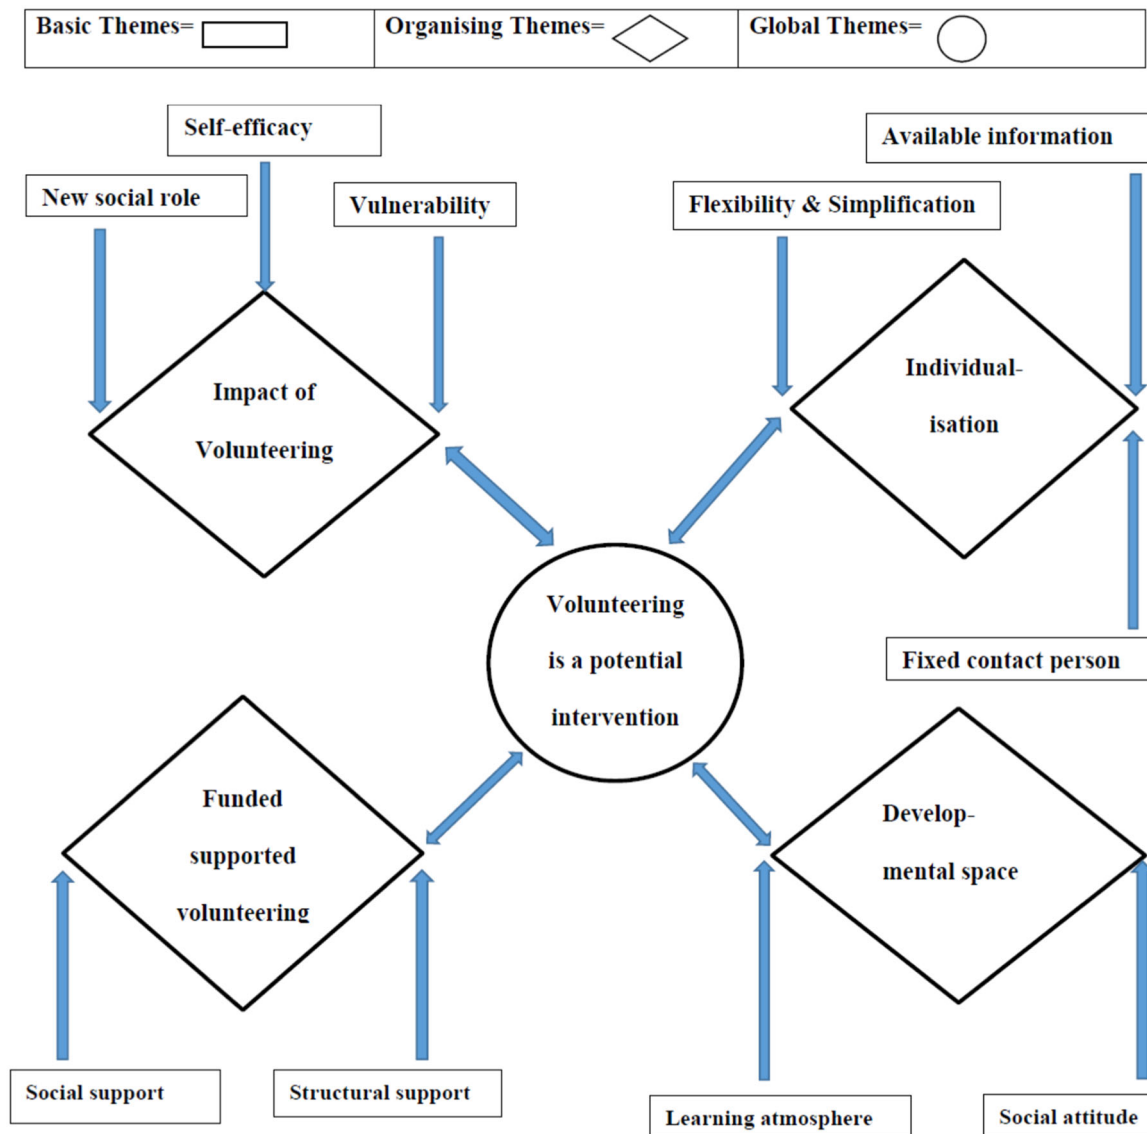 Basic Themes=
Organising Themes=
Global Themes=
Self-efficacy
Available information
New social role
Vulnerability
Flexibility & Simplification
Impact of
Volunteering
Individual-
isation
Volunteering
is a potential
intervention
Fixed contact person
Funded
supported
volunteering
Develop-
mental space
Social support
Structural support
Learning atmosphere
Social attitude